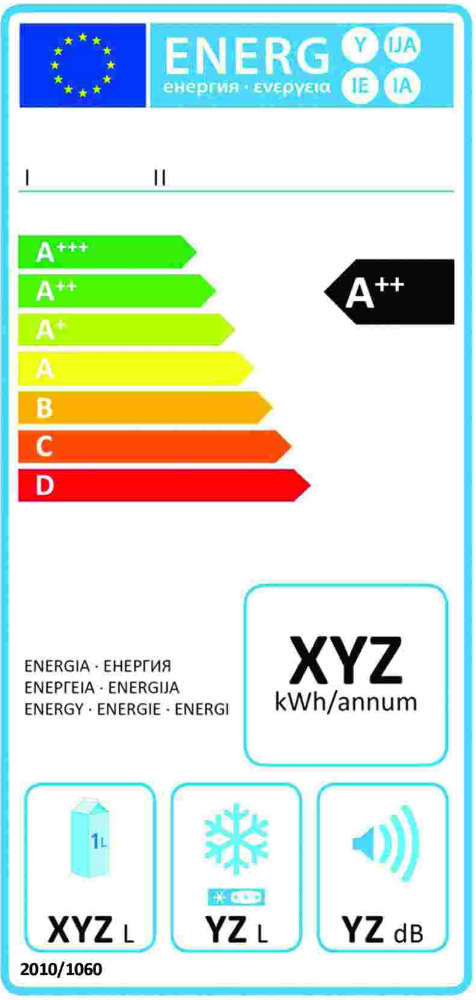 ENERG Y IJA
енергия · ενεργεια IE IA
I II
A+++
A++
A++
A+
A
B
C
D
XYZ
kWh/annum
ENERGIA · ЕНЕРГИЯ
ΕΝΕΡΓΕΙΑ · ENERGIJA
ENERGY · ENERGIE · ENERGI
1L
XYZ L
YZ L
YZ dB
2010/1060